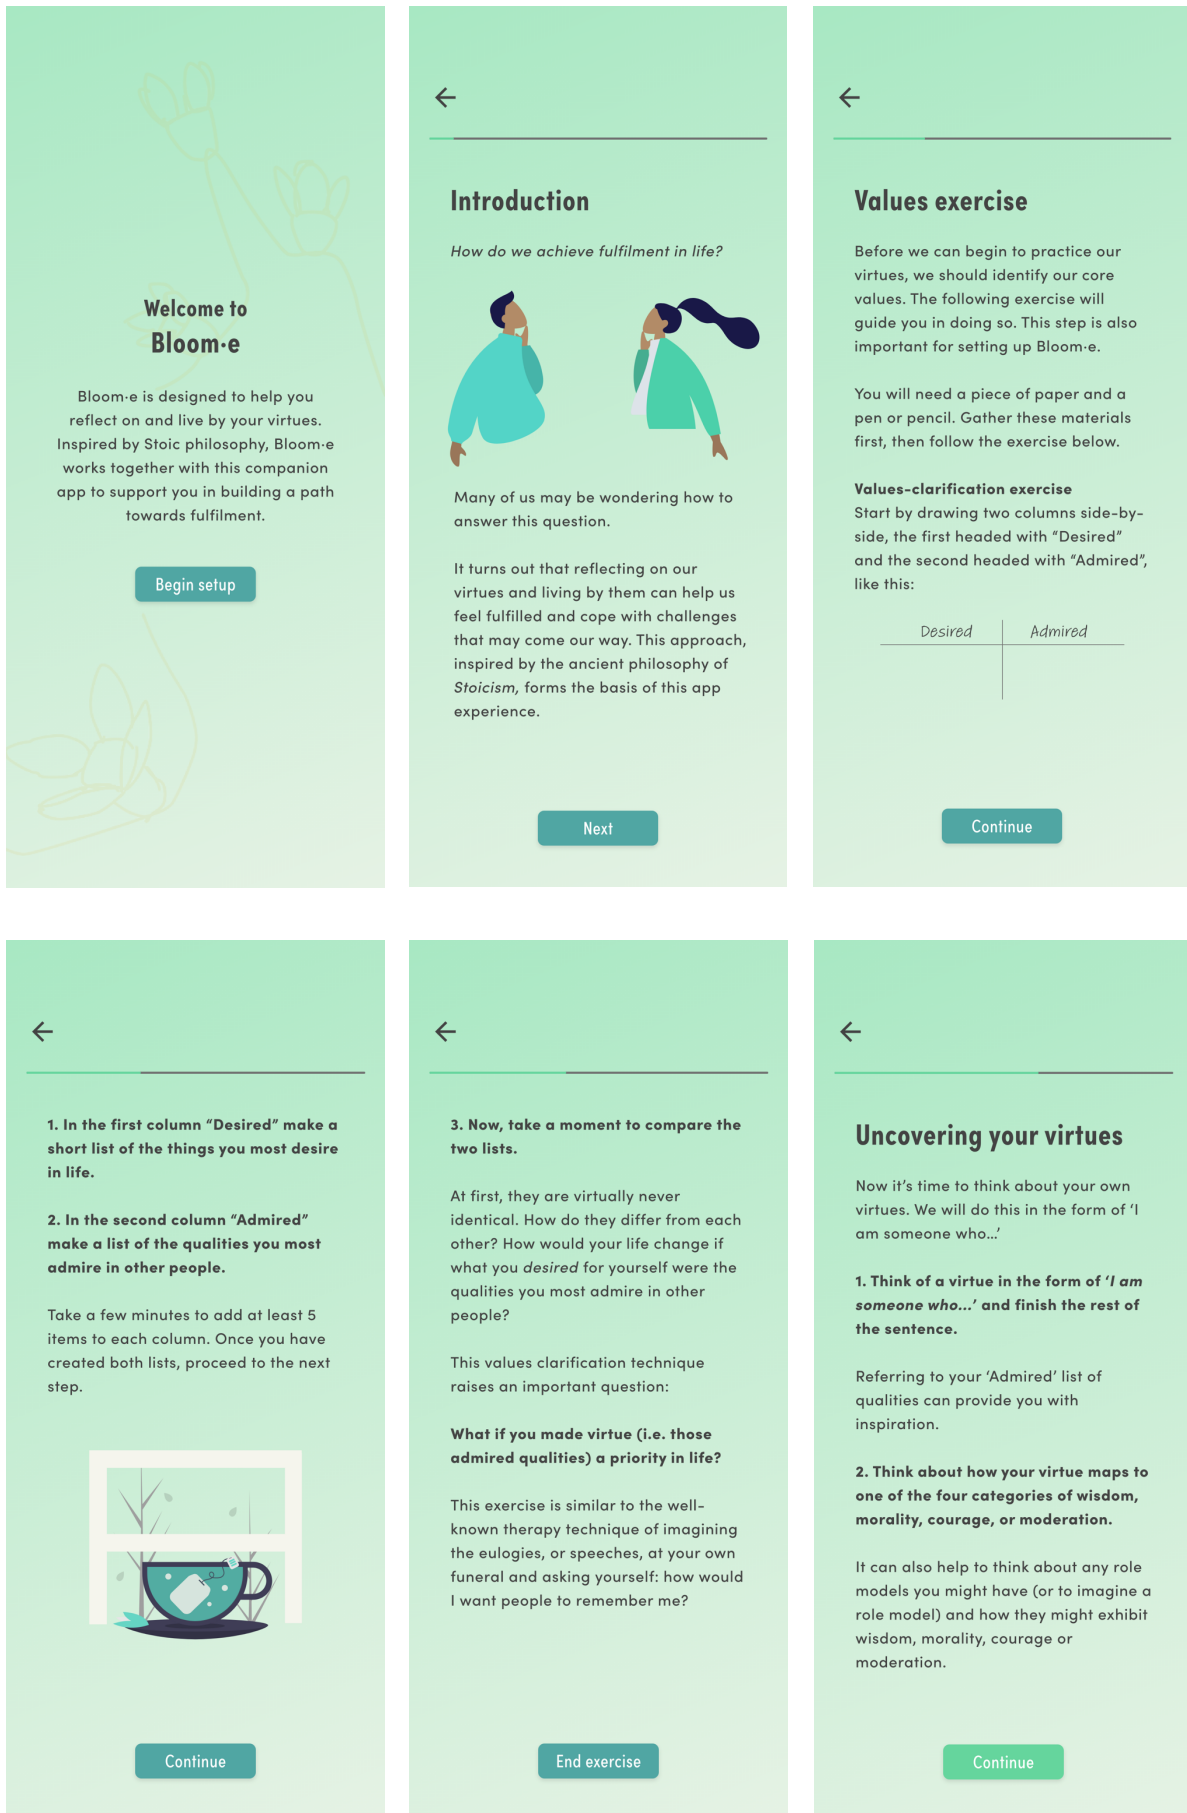 Welcome to
Bloom·e
Bloom·e is designed to help you
reflect on and live by your virtues.
Inspired by Stoic philosophy, Bloom·e
works together with this companion
app to support you in building a path
towards fulfilment.
Begin setup
Introduction
How do we achieve fulfilment in life?
Many of us may be wondering how to
answer this question.
It turns out that reflecting on our
virtues and living by them can help us
feel fulfilled and cope with challenges
that may come our way. This approach,
inspired by the ancient philosophy of
Stoicism, forms the basis of this app
experience.
Next
Values exercise
Before we can begin to practice our
virtues, we should identify our core
values. The following exercise will
guide you in doing so. This step is also
important for setting up Bloom·e.
You will need a piece of paper and a
pen or pencil. Gather these materials
first, then follow the exercise below.
Values-clarification exercise
Start by drawing two columns side-by-
side, the first headed with “Desired”
and the second headed with “Admired”,
like this:
Desired Admired
Continue
1. In the first column “Desired” make a
short list of the things you most desire
in life.
2. In the second column “Admired”
make a list of the qualities you most
admire in other people.
Take a few minutes to add at least 5
items to each column. Once you have
created both lists, proceed to the next
step.
Continue
3. Now, take a moment to compare the
two lists.
At first, they are virtually never
identical. How do they differ from each
other? How would your life change if
what you desired for yourself were the
qualities you most admire in other
people?
This values clarification technique
raises an important question:
What if you made virtue (i.e. those
admired qualities) a priority in life?
This exercise is similar to the well-
known therapy technique of imagining
the eulogies, or speeches, at your own
funeral and asking yourself: how would
I want people to remember me?
End exercise
Uncovering your virtues
Now it’s time to think about your own
virtues. We will do this in the form of ‘I
am someone who...’
1. Think of a virtue in the form of ‘I am
someone who...’ and finish the rest of
the sentence.
Referring to your ‘Admired’ list of
qualities can provide you with
inspiration.
2. Think about how your virtue maps to
one of the four categories of wisdom,
morality, courage, or moderation.
It can also help to think about any role
models you might have (or to imagine a
role model) and how they might exhibit
wisdom, morality, courage or
moderation.
Continue